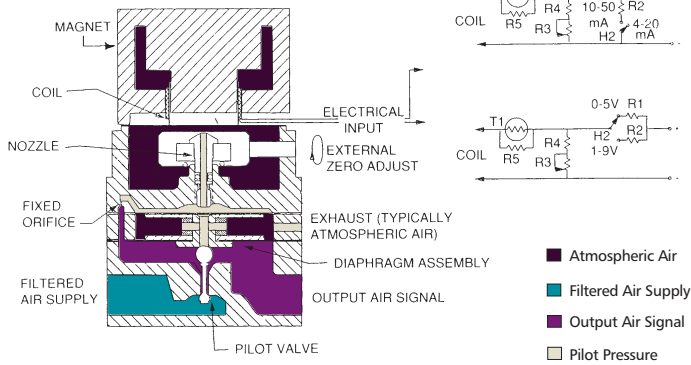 MAGNET
COIL
NOZZLE
FIXED
ORIFICE
FILTERED
AIR SUPPLY
ELECTRICAL
INPUT
EXTERNAL
ZERO ADJUST
EXHAUST (TYPICALLY
ATMOSPHERIC AIR)
DIAPHRAGM ASSEMBLY
OUTPUT AIR SIGNAL
PILOT VALVE
COIL
R5
R4
R3
10-50
mA
R2
H2
4-20
mA
T1
COIL
R5
R4
R3
0-5V
R1
H2
R2
1-9V
Atmospheric Air
Filtered Air Supply
Output Air Signal
Pilot Pressure